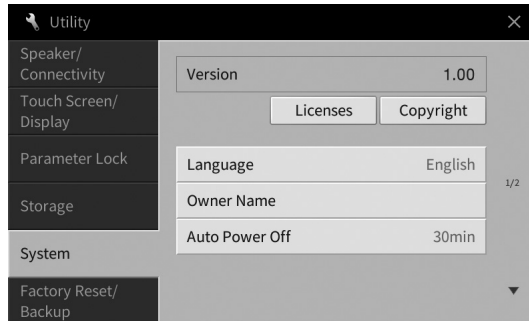 Utility
Speaker/
Connectivity
Touch Screen/
Display
Parameter Lock
Storage
System
Factory Reset/
Backup
Version 1.00
Licenses Copyright
Language English
Owner Name
Auto Power Off 30min
1/2